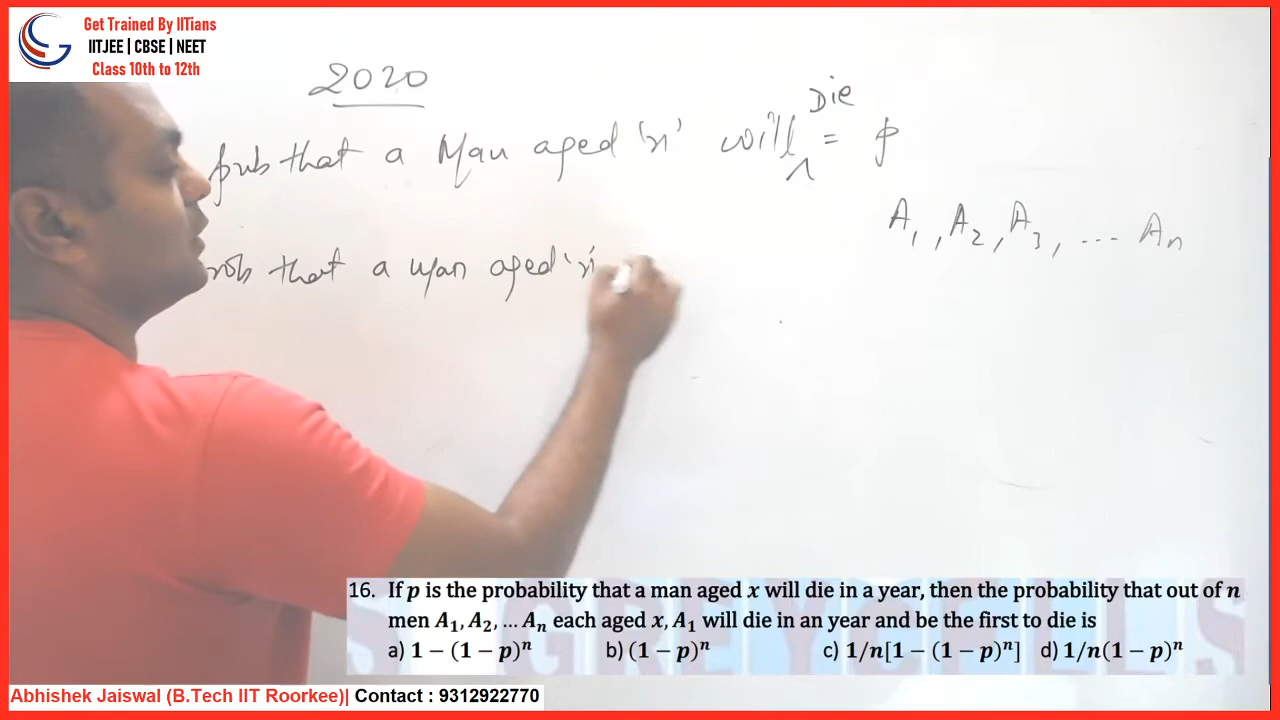 Get Trained By IITians
IITJEE | CBSE | NEET
Class 10th to 12th
2020
prob that a Man aged 'x' will die = p
A1, A2, A3, ... An
rob that a Man aged 'x'
16. If p is the probability that a man aged x will die in a year, then the probability that out of n
men A₁, A₂, … Aₙ each aged x, A₁ will die in an year and be the first to die is
a) 1 − (1 − p)ⁿ b) (1 − p)ⁿ c) 1/n[1 − (1 − p)ⁿ] d) 1/n(1 − p)ⁿ
Abhishek Jaiswal (B.Tech IIT Roorkee)| Contact : 9312922770